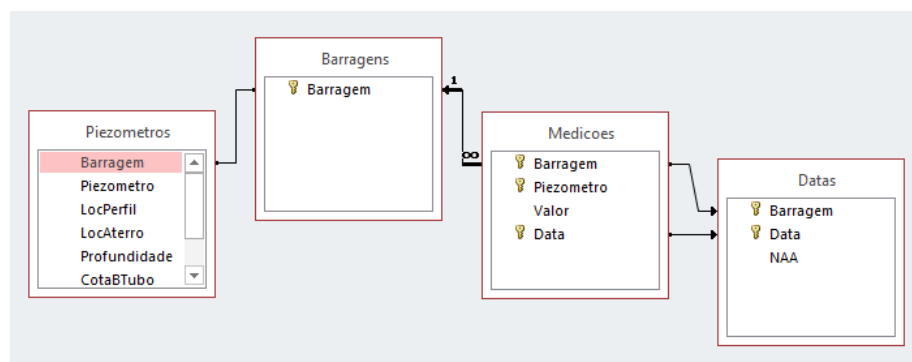 Piezometros
Barragem
Piezometro
LocPerfil
LocAterro
Profundidade
CotaBTubo
Barragens
Barragem
1
∞
Medicoes
Barragem
Piezometro
Valor
Data
Datas
Barragem
Data
NAA